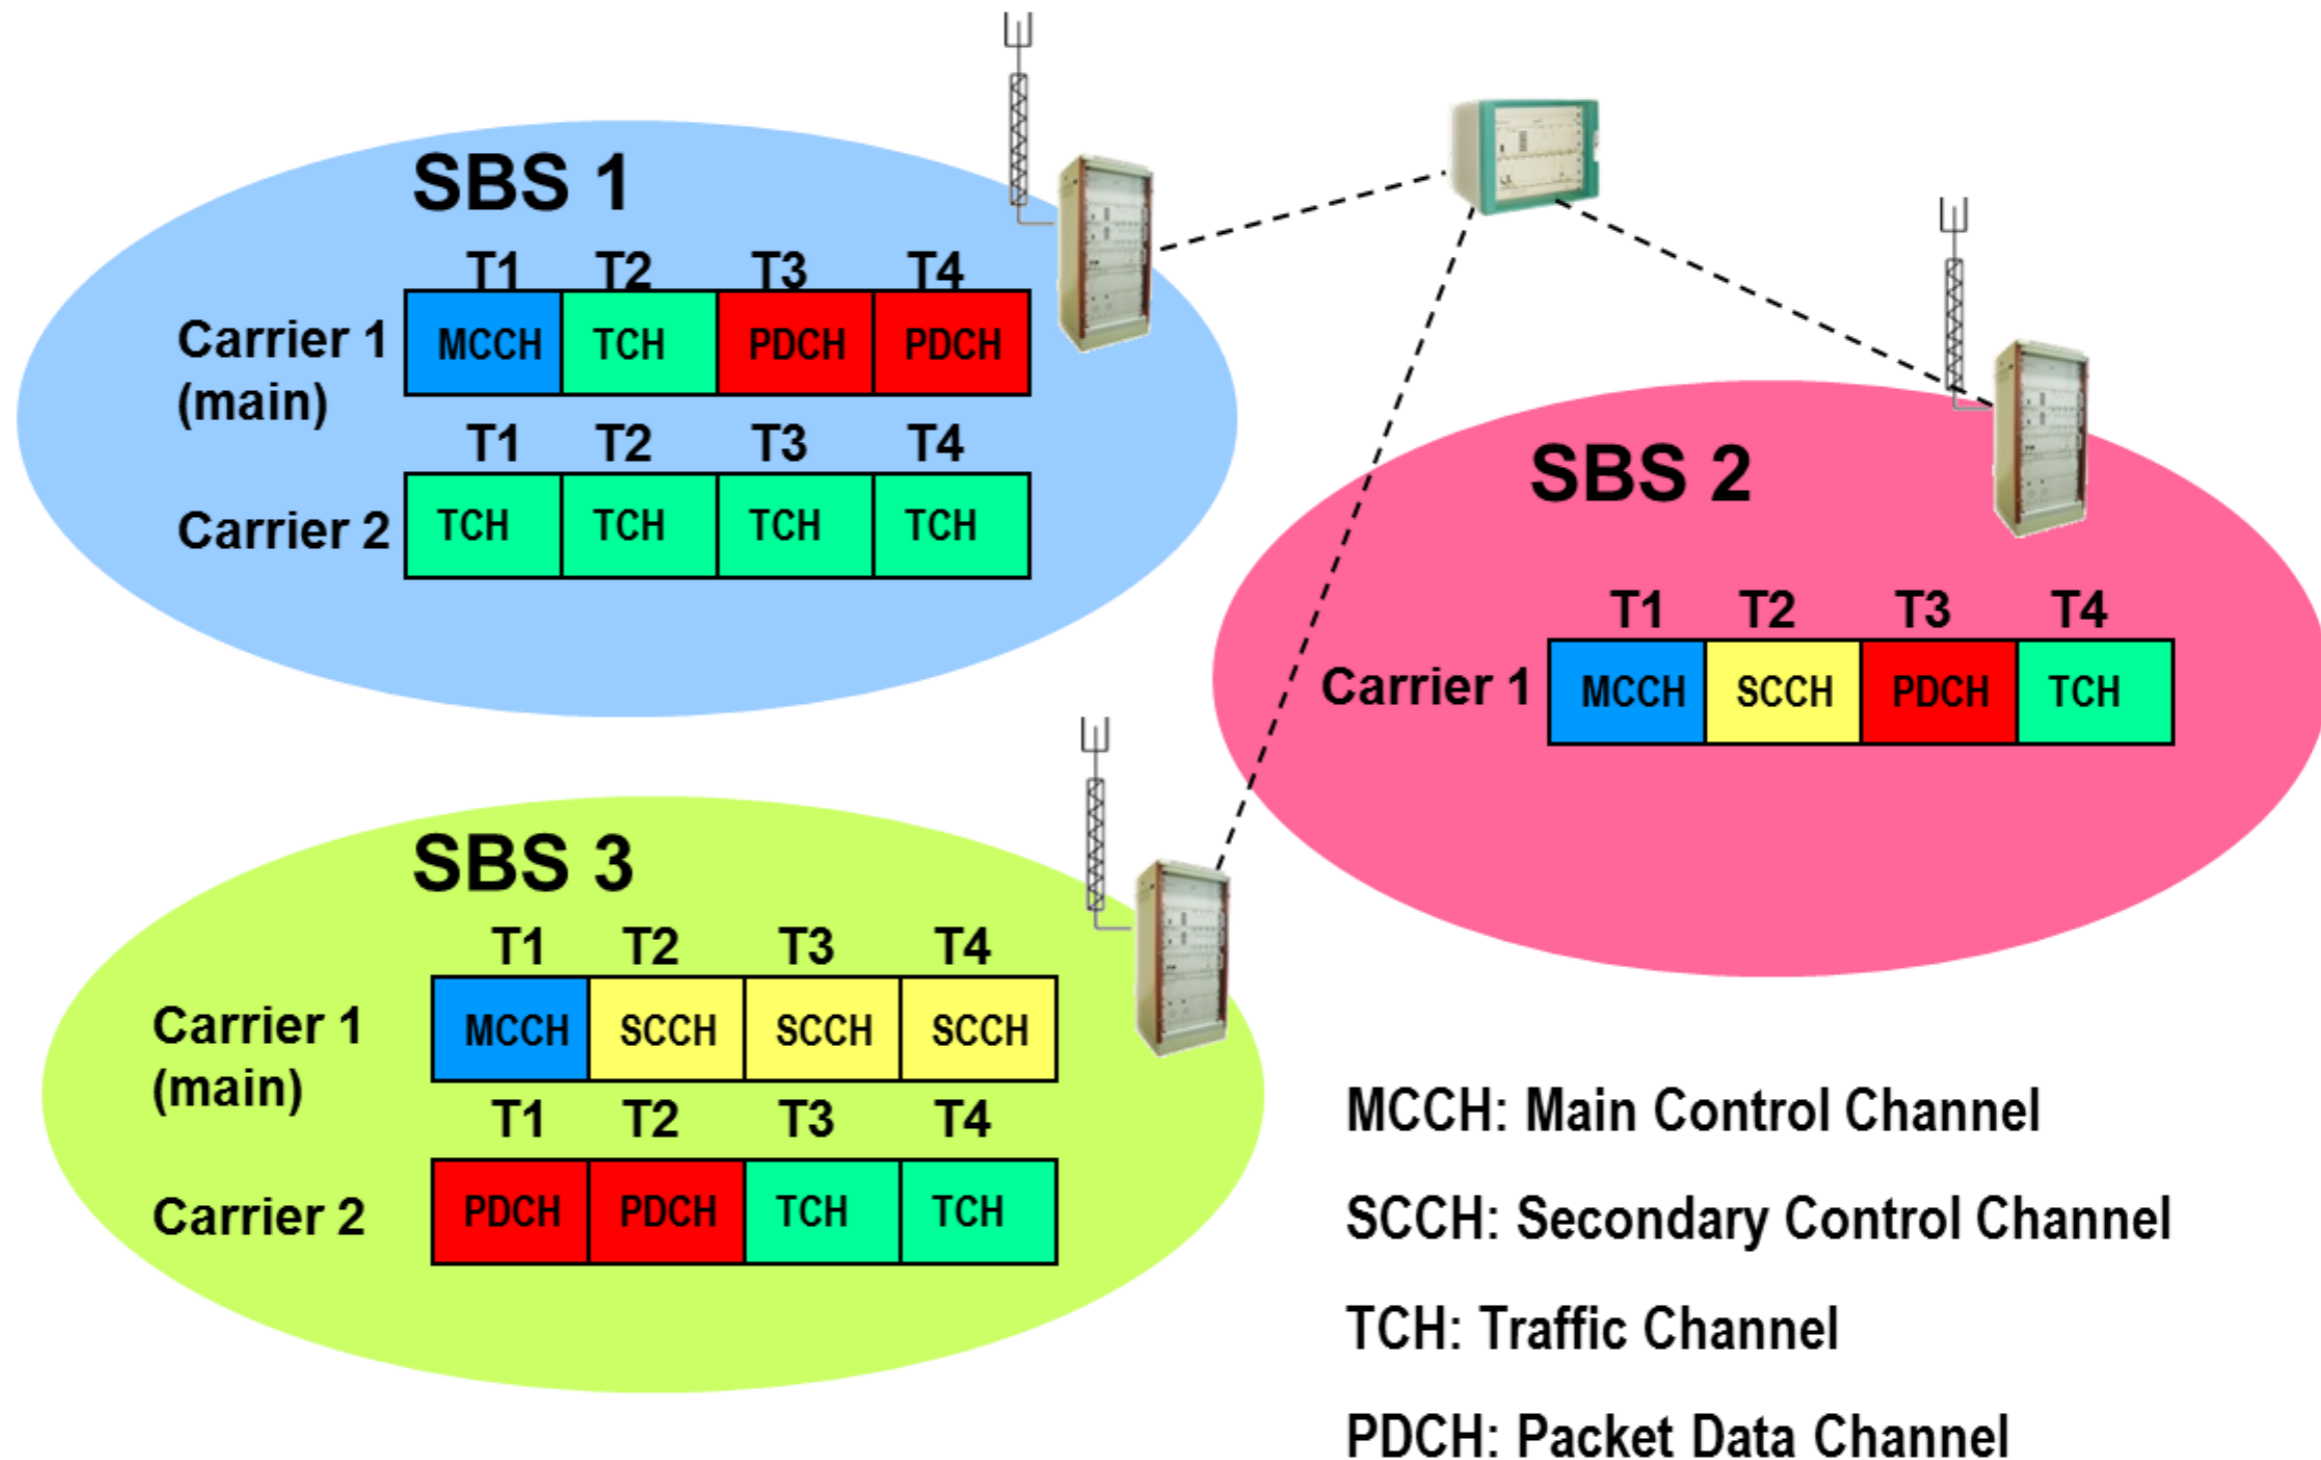 SBS 1
T1 T2 T3 T4
Carrier 1 MCCH TCH PDCH PDCH
(main)
T1 T2 T3 T4
Carrier 2 TCH TCH TCH TCH
SBS 2
T1 T2 T3 T4
Carrier 1 MCCH SCCH PDCH TCH
SBS 3
T1 T2 T3 T4
Carrier 1 MCCH SCCH SCCH SCCH
(main)
T1 T2 T3 T4
Carrier 2 PDCH PDCH TCH TCH
MCCH: Main Control Channel
SCCH: Secondary Control Channel
TCH: Traffic Channel
PDCH: Packet Data Channel